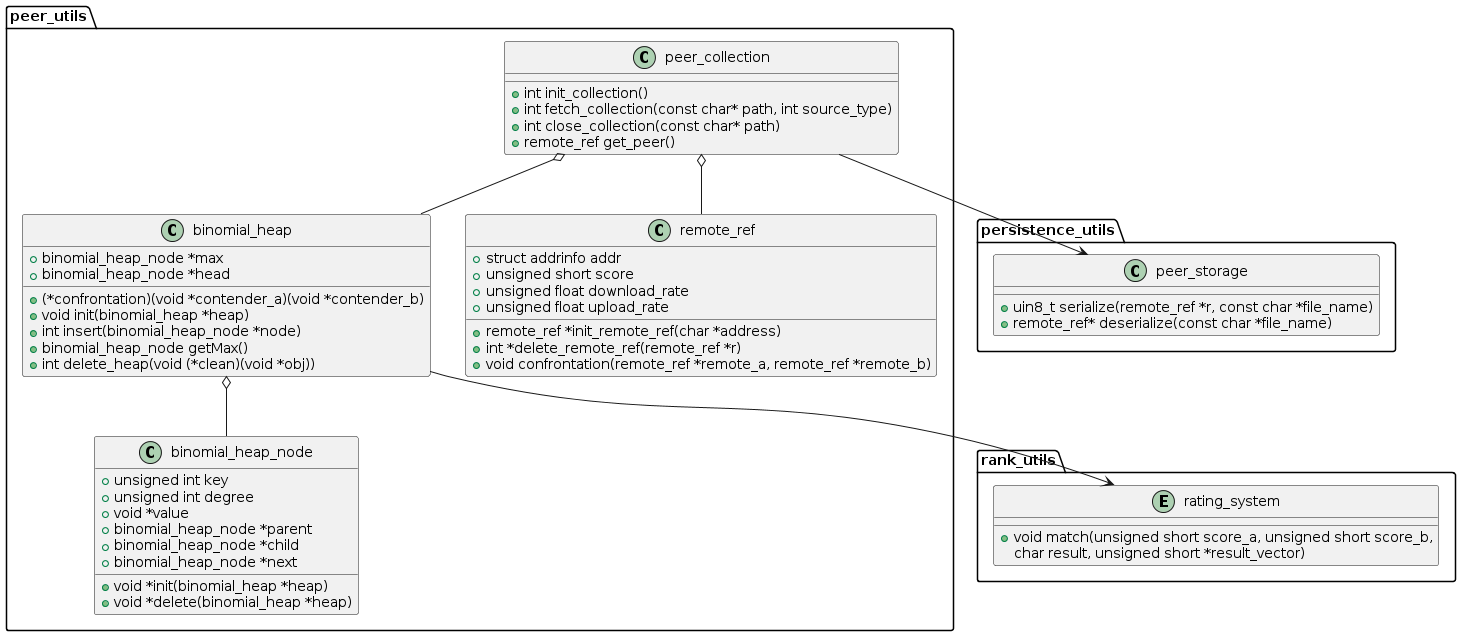 peer_utils
C peer_collection
int init_collection()
int fetch_collection(const char* path, int source_type)
int close_collection(const char* path)
remote_ref get_peer()
C binomial_heap
binomial_heap_node *max
binomial_heap_node *head
(*confrontation)(void *contender_a)(void *contender_b)
void init(binomial_heap *heap)
int insert(binomial_heap_node *node)
binomial_heap_node getMax()
int delete_heap(void (*clean)(void *obj))
C remote_ref
struct addrinfo addr
unsigned short score
unsigned float download_rate
unsigned float upload_rate
remote_ref *init_remote_ref(char *address)
int *delete_remote_ref(remote_ref *r)
void confrontation(remote_ref *remote_a, remote_ref *remote_b)
persistence_utils
C peer_storage
uin8_t serialize(remote_ref *r, const char *file_name)
remote_ref* deserialize(const char *file_name)
C binomial_heap_node
unsigned int key
unsigned int degree
void *value
binomial_heap_node *parent
binomial_heap_node *child
binomial_heap_node *next
void *init(binomial_heap *heap)
void *delete(binomial_heap *heap)
rank_utils
E rating_system
void match(unsigned short score_a, unsigned short score_b,
char result, unsigned short *result_vector)